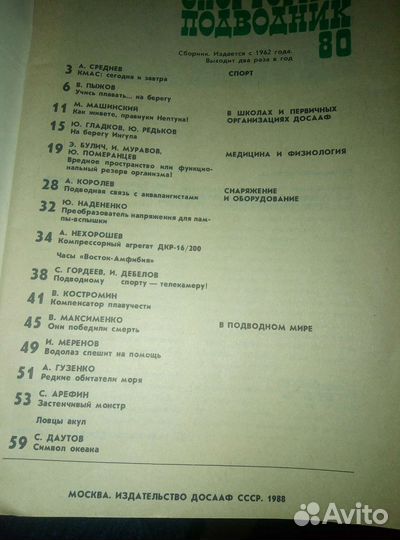 ПОДВОДНИК
80
Сборник. Издается с 1962 года.
Выходит два раза в год
3 А. СРЕДНЕВ
КМАС: сегодня и завтра
СПОРТ
6 В. ПЫЖОВ
Учись плавать... на берегу
11 М. МАШИНСКИЙ
Как живете, правнуки Нептуна!
В ШКОЛАХ И ПЕРВИЧНЫХ
ОРГАНИЗАЦИЯХ ДОСААФ
15 Ю. ГЛАДКОВ, Ю. РЕДЬКОВ
На берегу Ингула
19 Э. БУЛИЧ, И. МУРАВОВ,
Ю. ПОМЕРАНЦЕВ
Вредное пространство или функцио-
нальный резерв организма!
МЕДИЦИНА И ФИЗИОЛОГИЯ
28 А. КОРОЛЕВ
Подводная связь с аквалангистами
СНАРЯЖЕНИЕ
И ОБОРУДОВАНИЕ
32 Ю. НАДЕНЕНКО
Преобразователь напряжения для лам-
пы-вспышки
34 А. НЕХОРОШЕВ
Компрессорный агрегат ДКР-16/200
Часы «Восток-Амфибия»
38 С. ГОРДЕЕВ, И. ДЕБЕЛОВ
Подводному спорту — телекамеру!
41 В. КОСТРОМИН
Компенсатор плавучести
45 В. МАКСИМЕНКО
Они победили смерть
В ПОДВОДНОМ МИРЕ
49 И. МЕРЕНОВ
Водолаз спешит на помощь
51 А. ГУЗЕНКО
Редкие обитатели моря
53 С. АРЕФИН
Застенчивый монстр
Ловцы акул
59 С. ДАУТОВ
Символ океана
МОСКВА. ИЗДАТЕЛЬСТВО ДОСААФ СССР. 1988
Avito